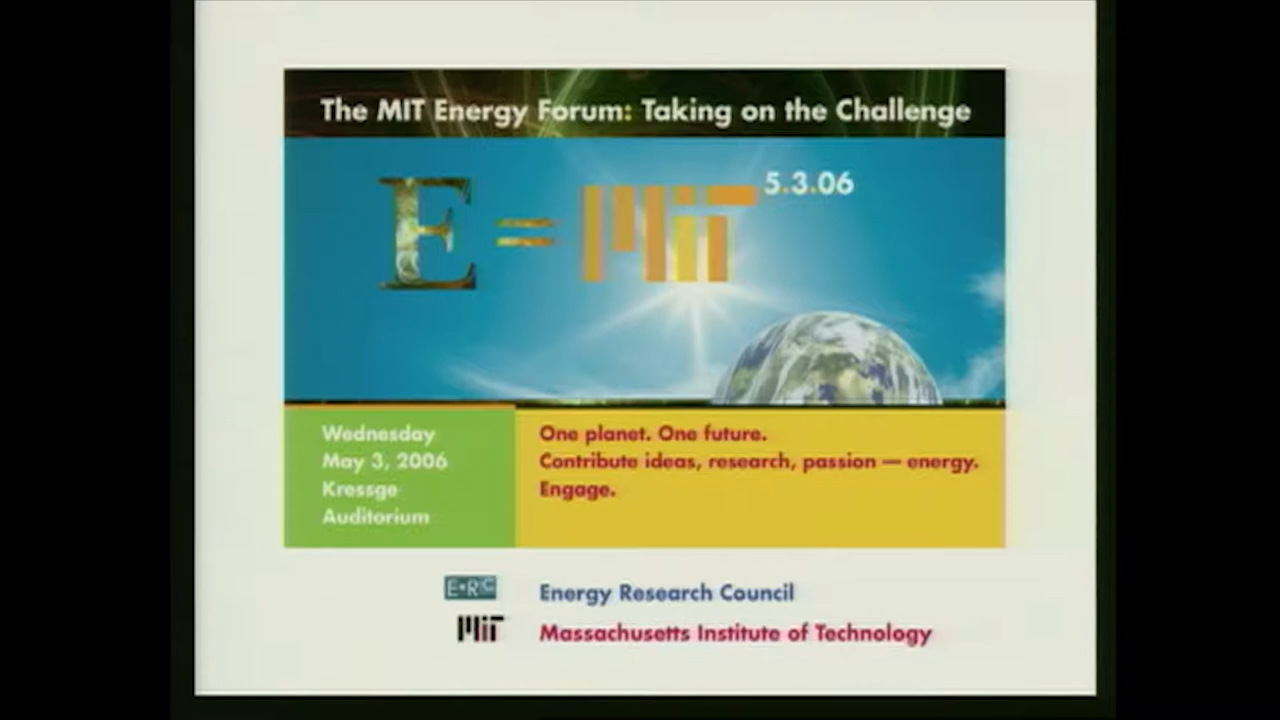 The MIT Energy Forum: Taking on the Challenge
E = MIT 5.3.06
Wednesday
May 3, 2006
Kressge
Auditorium
One planet. One future.
Contribute ideas, research, passion — energy.
Engage.
E•RC Energy Research Council
MIT Massachusetts Institute of Technology